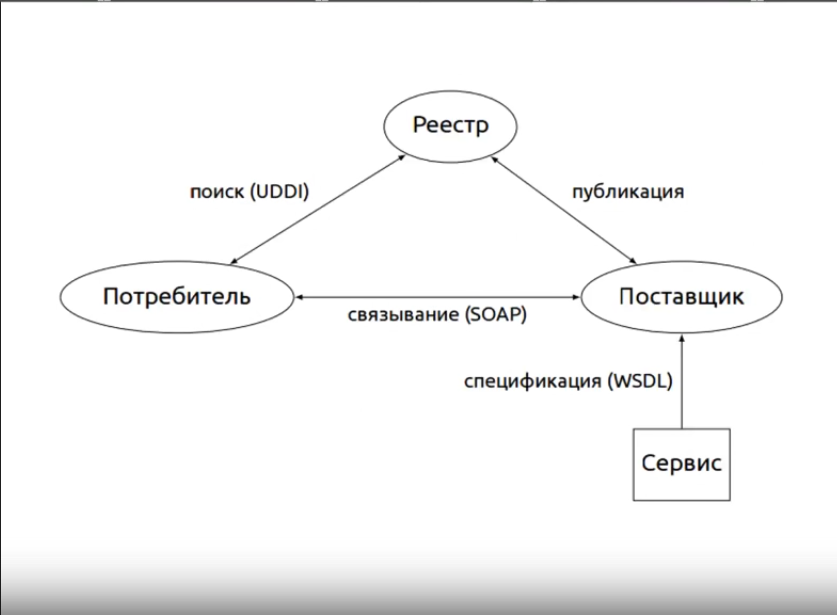 Реестр
поиск (UDDI)
публикация
Потребитель
Поставщик
связывание (SOAP)
спецификация (WSDL)
Сервис